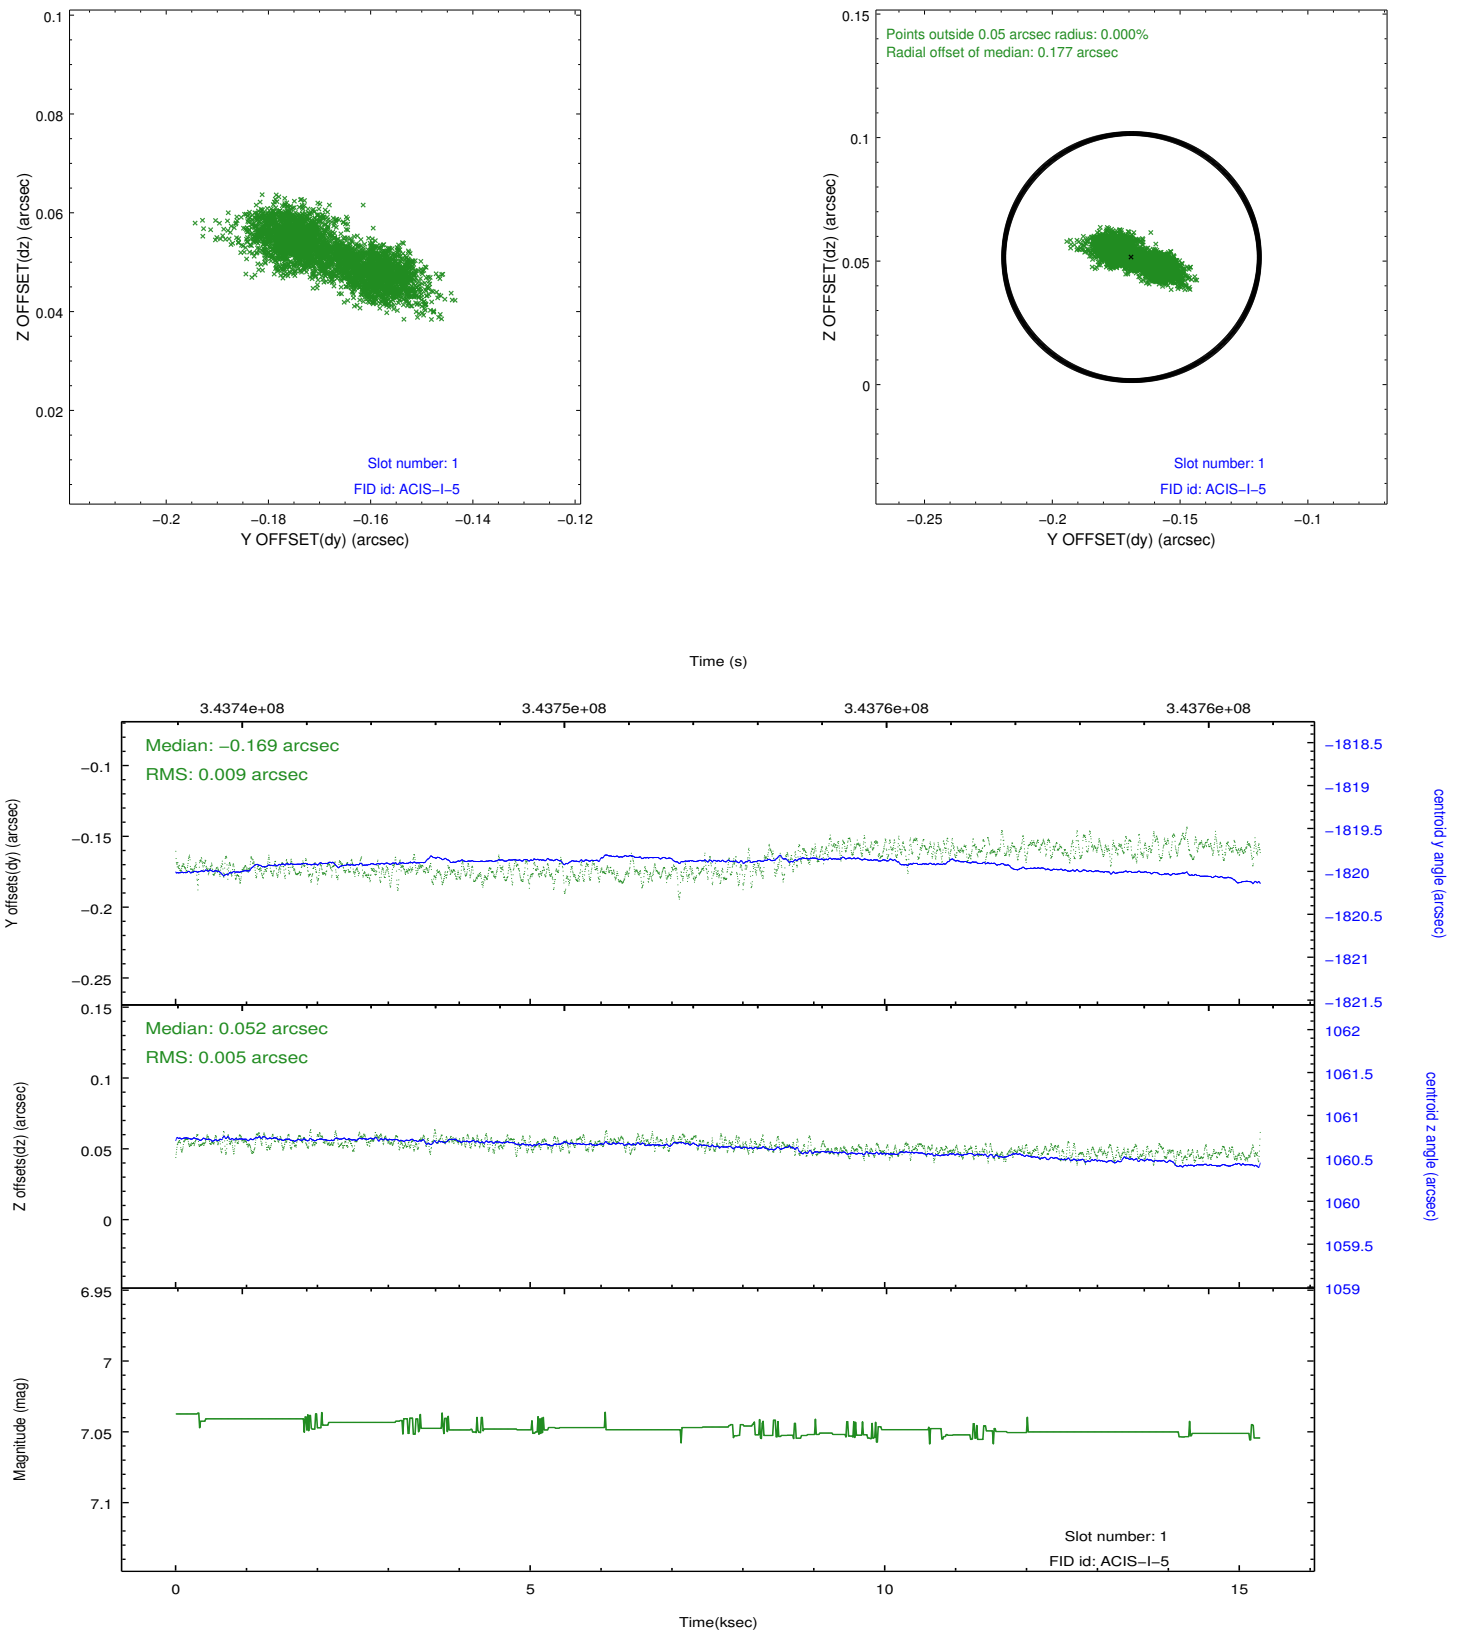 0.1
0.08
0.06
0.04
0.02
Z OFFSET(dz) (arcsec)
Slot number: 1
FID id: ACIS−I−5
−0.2
−0.18
−0.16
−0.14
−0.12
Y OFFSET(dy) (arcsec)
0.15
0.1
0.05
0
Z OFFSET(dz) (arcsec)
Points outside 0.05 arcsec radius: 0.000%
Radial offset of median: 0.177 arcsec
Slot number: 1
FID id: ACIS−I−5
−0.25
−0.2
−0.15
−0.1
Y OFFSET(dy) (arcsec)
Time (s)
3.4374e+08
3.4375e+08
3.4376e+08
3.4376e+08
Median: −0.169 arcsec
RMS: 0.009 arcsec
−0.1
−0.15
−0.2
−0.25
Y offsets(dy) (arcsec)
−1818.5
−1819
−1819.5
−1820
−1820.5
−1821
−1821.5
centroid y angle (arcsec)
Median: 0.052 arcsec
RMS: 0.005 arcsec
0.15
0.1
0.05
0
Z offsets(dz) (arcsec)
1062
1061.5
1061
1060.5
1060
1059.5
1059
centroid z angle (arcsec)
6.95
7
7.05
7.1
Magnitude (mag)
Slot number: 1
FID id: ACIS−I−5
0
5
10
15
Time(ksec)